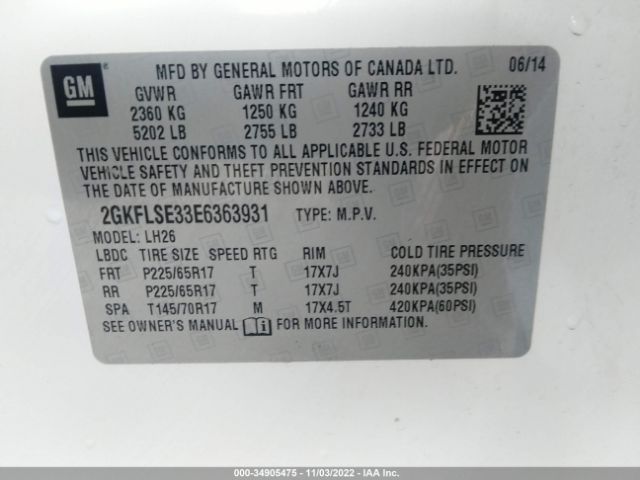 GM
MFD BY GENERAL MOTORS OF CANADA LTD. 06/14
GVWR GAWR FRT GAWR RR
2360 KG 1250 KG 1240 KG
5202 LB 2755 LB 2733 LB
THIS VEHICLE CONFORMS TO ALL APPLICABLE U.S. FEDERAL MOTOR
VEHICLE SAFETY AND THEFT PREVENTION STANDARDS IN EFFECT ON
THE DATE OF MANUFACTURE SHOWN ABOVE.
2GKFLSE33E6363931 TYPE: M.P.V.
MODEL: LH26
LBDC TIRE SIZE SPEED RTG RIM COLD TIRE PRESSURE
FRT P225/65R17 T 17X7J 240KPA(35PSI)
RR P225/65R17 T 17X7J 240KPA(35PSI)
SPA T145/70R17 M 17X4.5T 420KPA(60PSI)
SEE OWNER'S MANUAL FOR MORE INFORMATION.
000-34905475 - 11/03/2022 - IAA Inc.